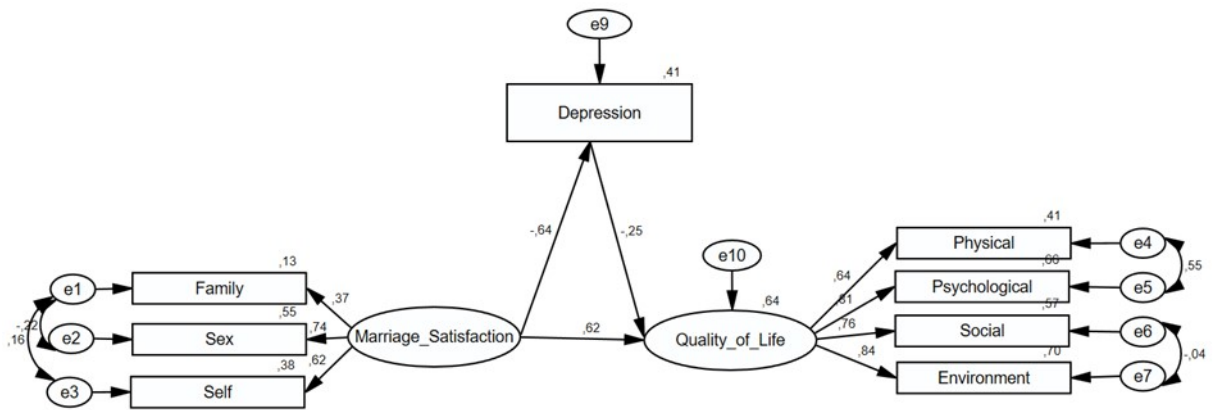 e9
,41
Depression
-,64
-,25
e10
,64
,41
Physical
e4
,64
,55
,66
Psychological
e5
,81
,57
Social
e6
,76
-,04
,70
Environment
e7
,84
,13
e1
Family
,37
-,22
,16
,55
e2
Sex
,74
Marriage_Satisfaction
,62
Quality_of_Life
,38
,62
e3
Self